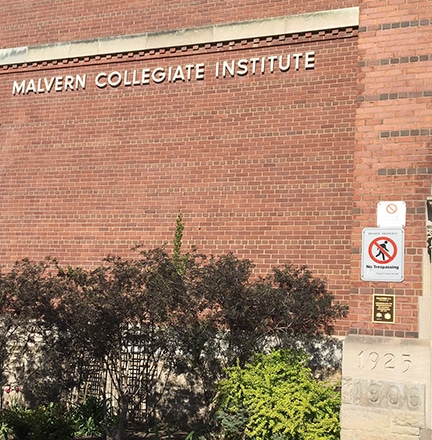 MALVERN COLLEGIATE INSTITUTE
No Trespassing
1925
1906